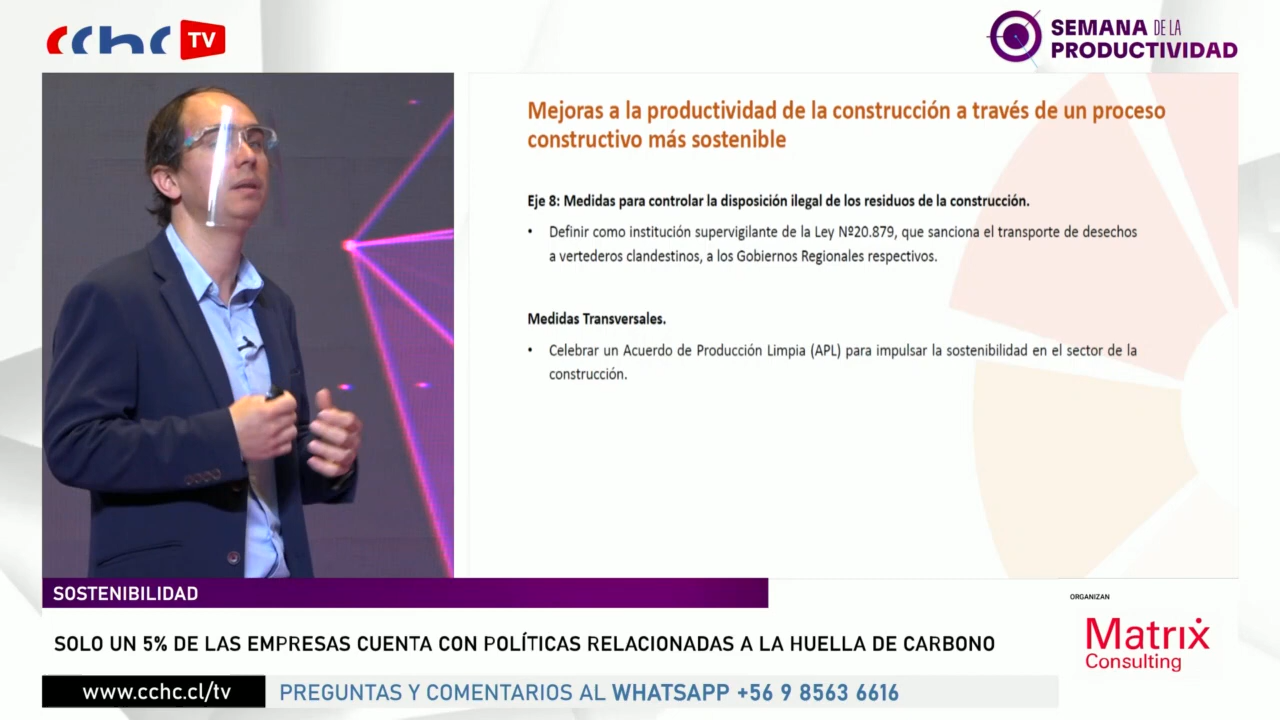 cchc TV
SEMANA DE LA
PRODUCTIVIDAD
Mejoras a la productividad de la construcción a través de un proceso
constructivo más sostenible
Eje 8: Medidas para controlar la disposición ilegal de los residuos de la construcción.
• Definir como institución supervigilante de la Ley Nº20.879, que sanciona el transporte de desechos
a vertederos clandestinos, a los Gobiernos Regionales respectivos.
Medidas Transversales.
• Celebrar un Acuerdo de Producción Limpia (APL) para impulsar la sostenibilidad en el sector de la
construcción.
SOSTENIBILIDAD
SOLO UN 5% DE LAS EMPRESAS CUENTA CON POLÍTICAS RELACIONADAS A LA HUELLA DE CARBONO
www.cchc.cl/tv
PREGUNTAS Y COMENTARIOS AL WHATSAPP +56 9 8563 6616
ORGANIZAN
Matrix
Consulting